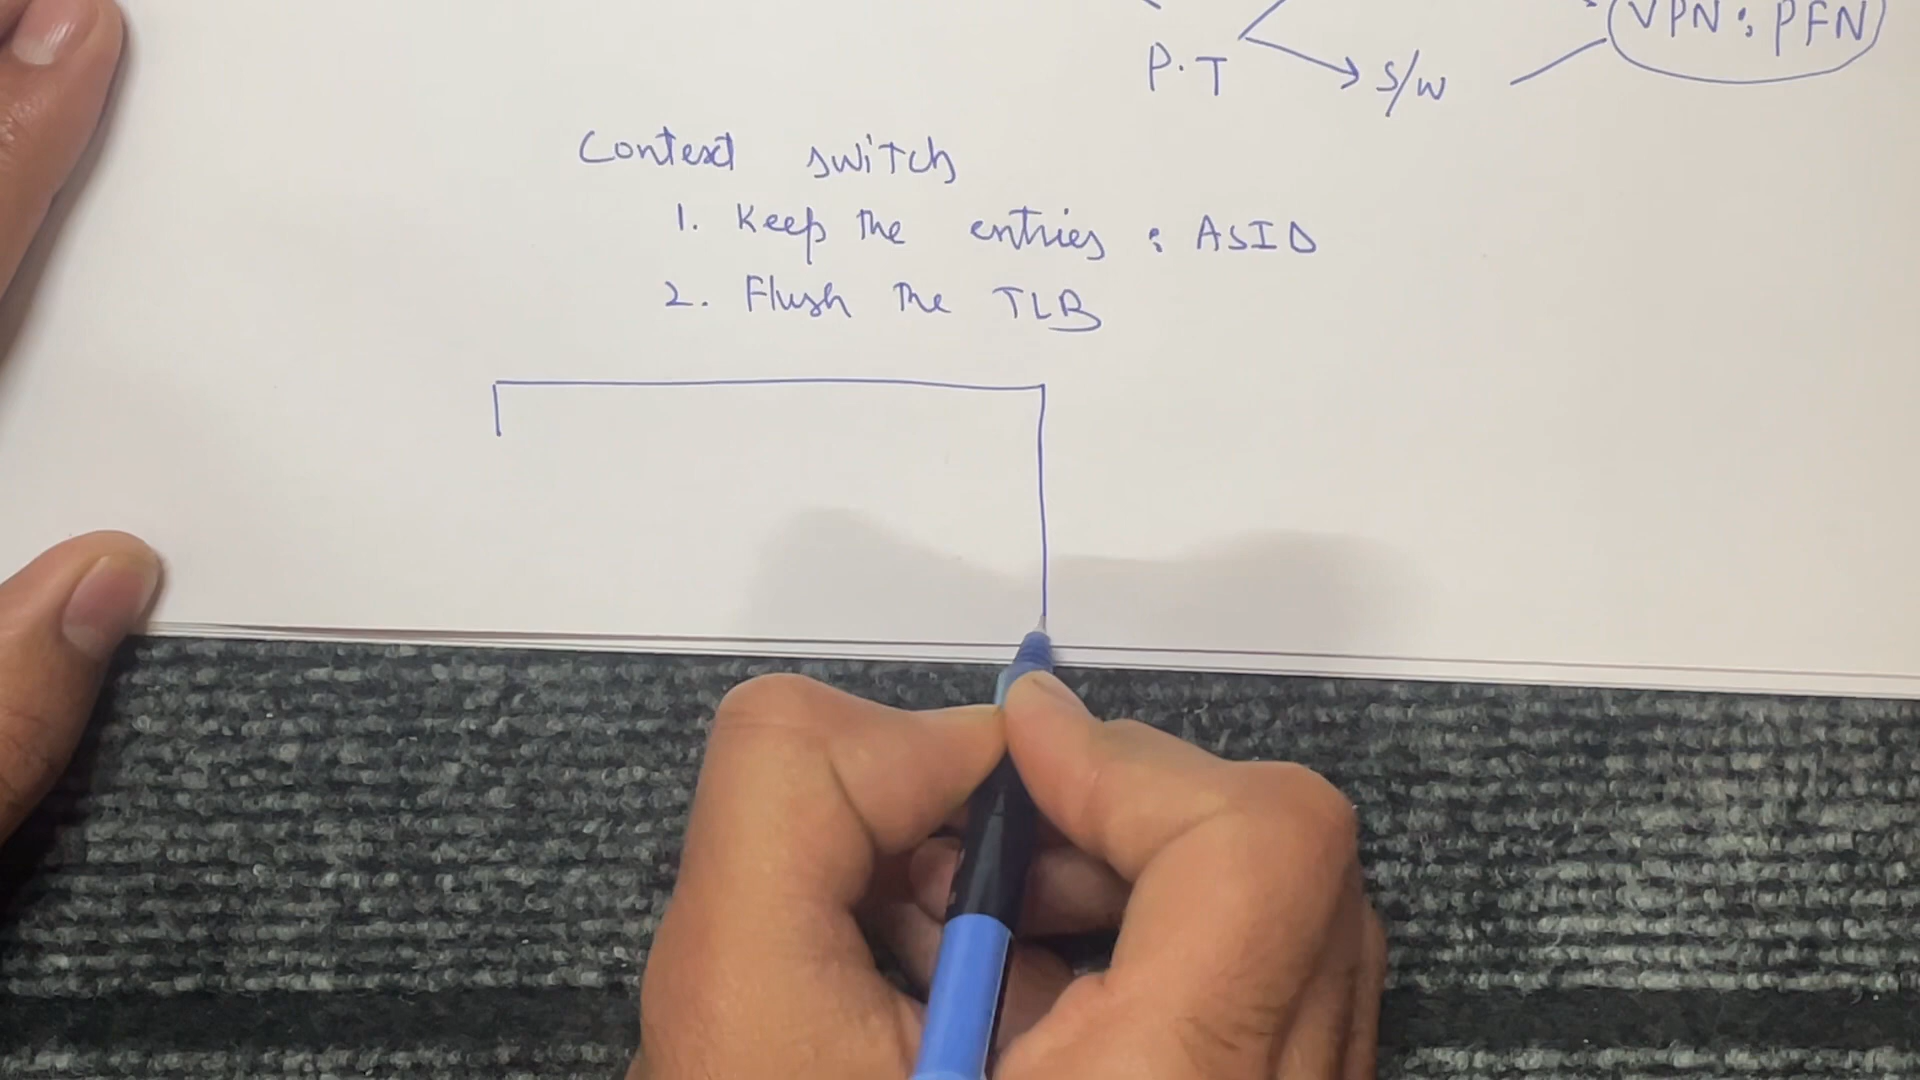 VPN : PFN
P.T → S/W
Context switch
1. Keep the entries : ASID
2. Flush the TLB